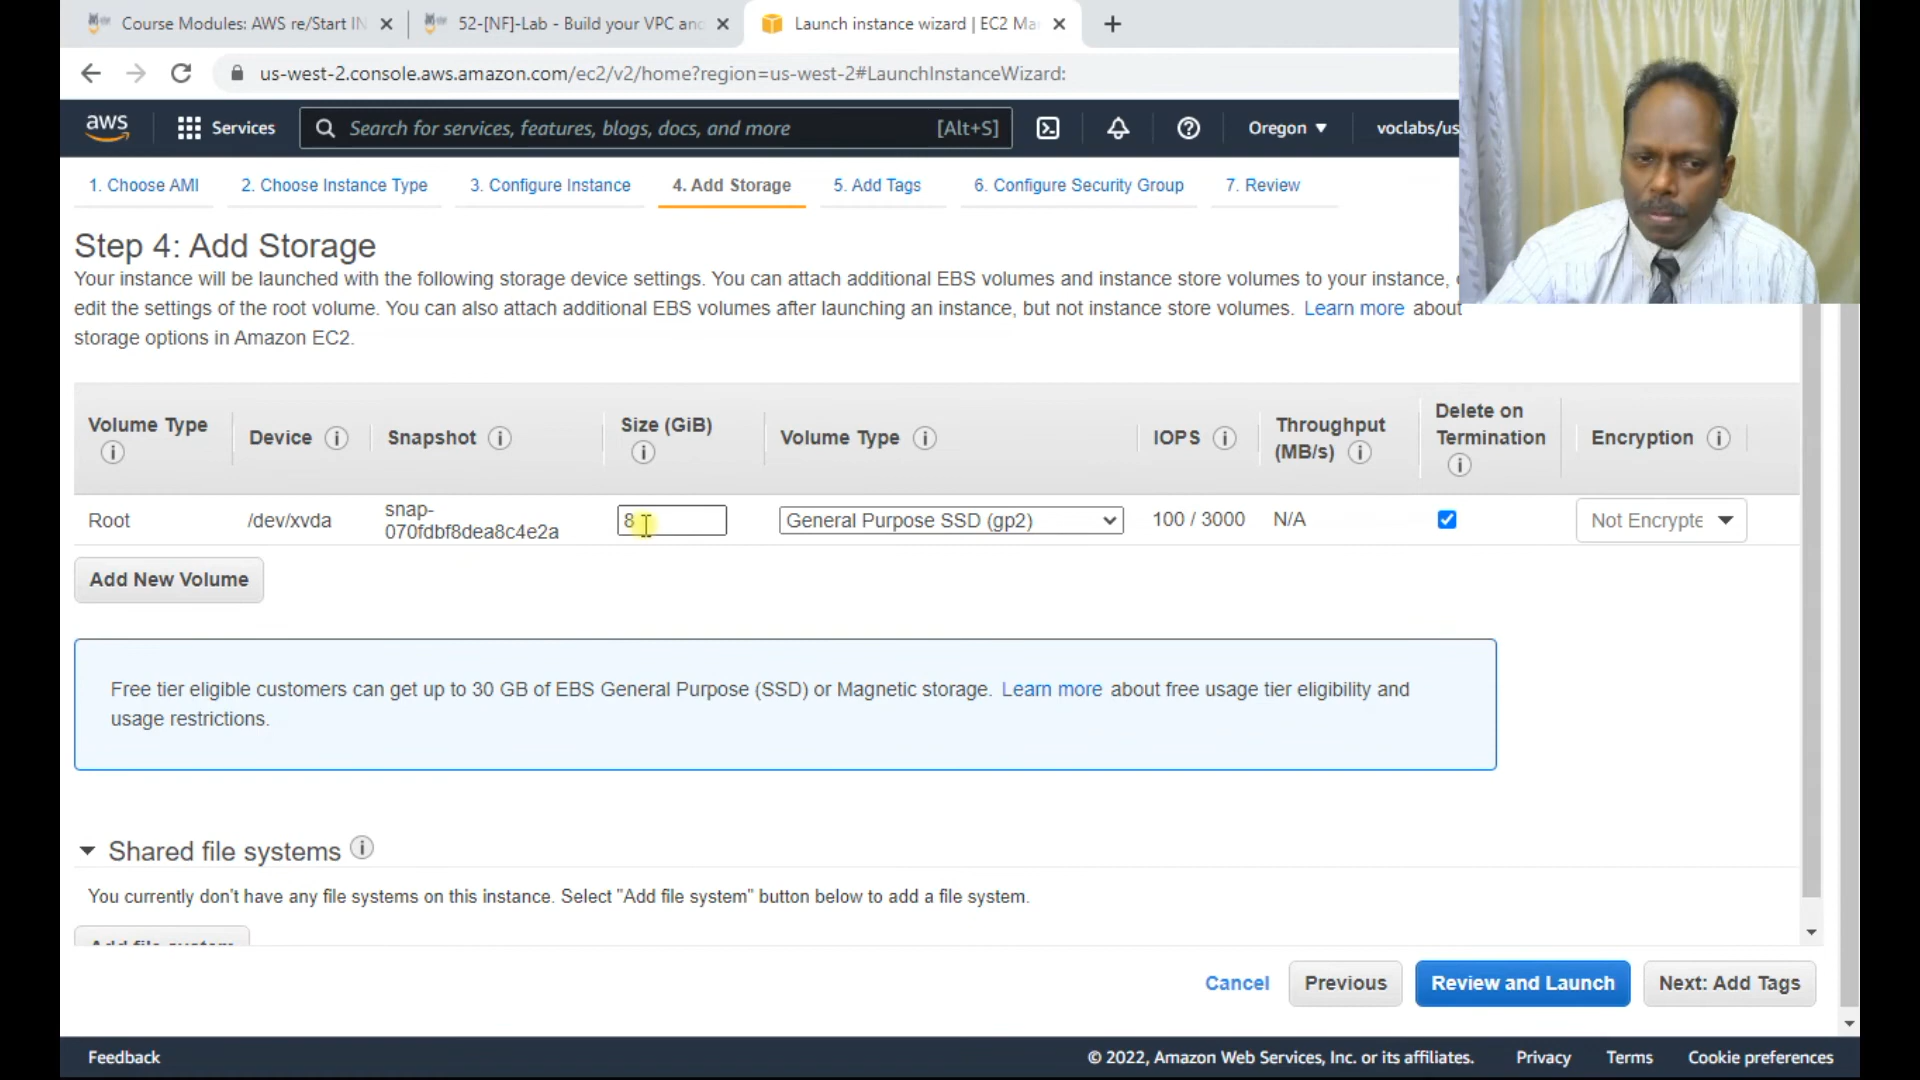 Course Modules: AWS re/Start IN
52-[NF]-Lab - Build your VPC and
Launch instance wizard | EC2 Ma
us-west-2.console.aws.amazon.com/ec2/v2/home?region=us-west-2#LaunchInstanceWizard:
aws
Services
Search for services, features, blogs, docs, and more
[Alt+S]
Oregon
voclabs/us
1. Choose AMI
2. Choose Instance Type
3. Configure Instance
4. Add Storage
5. Add Tags
6. Configure Security Group
7. Review
Step 4: Add Storage
Your instance will be launched with the following storage device settings. You can attach additional EBS volumes and instance store volumes to your instance,
edit the settings of the root volume. You can also attach additional EBS volumes after launching an instance, but not instance store volumes. Learn more about
storage options in Amazon EC2.
Volume Type
Device
Snapshot
Size (GiB)
Volume Type
IOPS
Throughput
(MB/s)
Delete on
Termination
Encryption
Root
/dev/xvda
snap-
070fdbf8dea8c4e2a
8
General Purpose SSD (gp2)
100 / 3000
N/A
Not Encrypte
Add New Volume
Free tier eligible customers can get up to 30 GB of EBS General Purpose (SSD) or Magnetic storage. Learn more about free usage tier eligibility and
usage restrictions.
Shared file systems
You currently don't have any file systems on this instance. Select "Add file system" button below to add a file system.
Add file system
Cancel
Previous
Review and Launch
Next: Add Tags
Feedback
© 2022, Amazon Web Services, Inc. or its affiliates.
Privacy
Terms
Cookie preferences